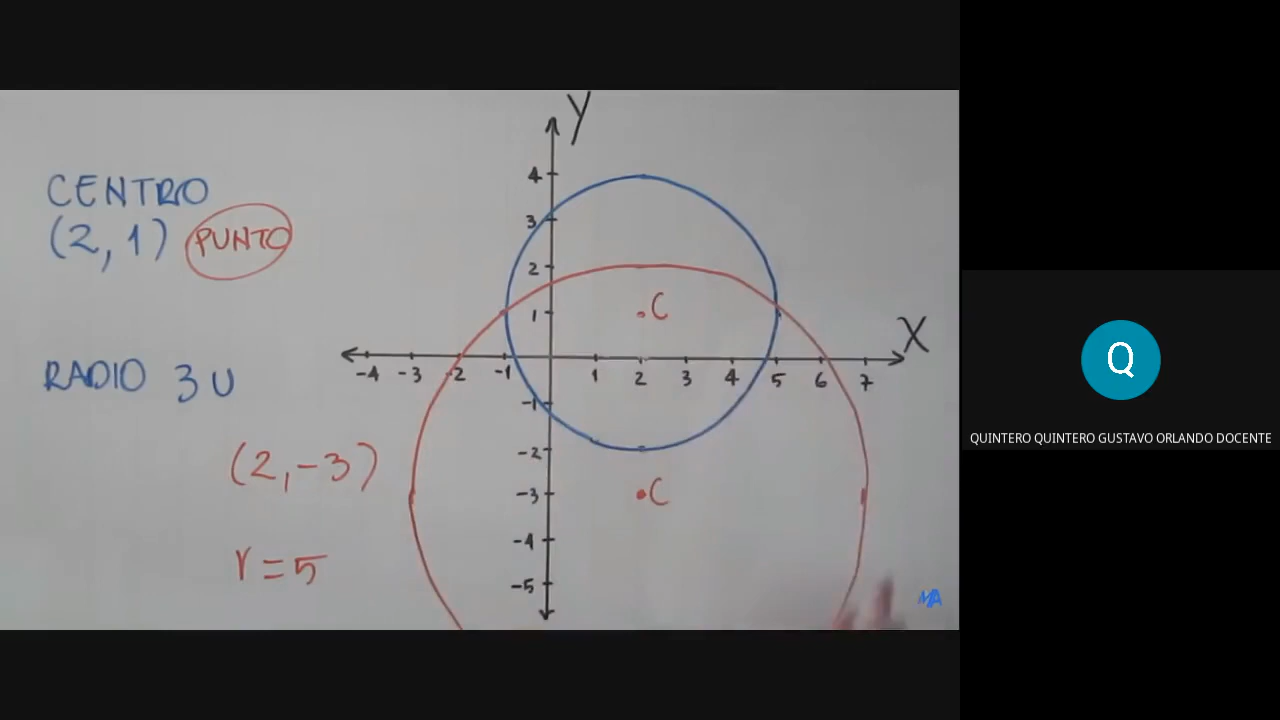 CENTRO
(2, 1) PUNTO
RADIO 3 U
(2, -3)
r = 5
Y
4
3
2
1
-1
-2
-3
-4
-5
-4 -3 -2 -1 1 2 3 4 5 6 7
X
.C
.C
MA
Q
QUINTERO QUINTERO GUSTAVO ORLANDO DOCENTE